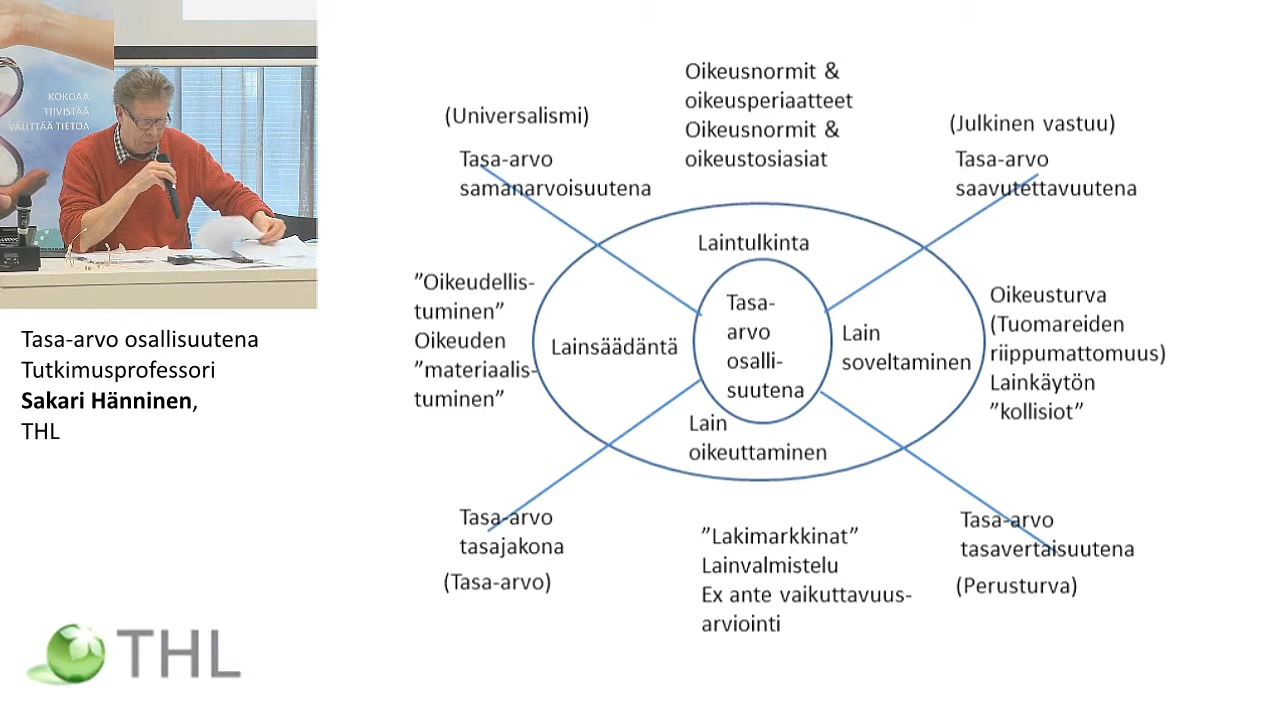 KOKOAA
TIIVISTÄÄ
VÄLITTÄÄ TIETOA
Tasa-arvo osallisuutena
Tutkimusprofessori
Sakari Hänninen,
THL
THL
(Universalismi)
Tasa-arvo
samanarvoisuutena
Oikeusnormit &
oikeusperiaatteet
Oikeusnormit &
oikeustosiasiat
(Julkinen vastuu)
Tasa-arvo
saavutettavuutena
”Oikeudellis-
tuminen”
Oikeuden
”materiaalis-
tuminen”
Laintulkinta
Lainsäädäntä
Tasa-
arvo
osalli-
suutena
Lain
soveltaminen
Lain
oikeuttaminen
Oikeusturva
(Tuomareiden
riippumattomuus)
Lainkäytön
”kollisiot”
Tasa-arvo
tasajakona
(Tasa-arvo)
”Lakimarkkinat”
Lainvalmistelu
Ex ante vaikuttavuus-
arviointi
Tasa-arvo
tasavertaisuutena
(Perusturva)